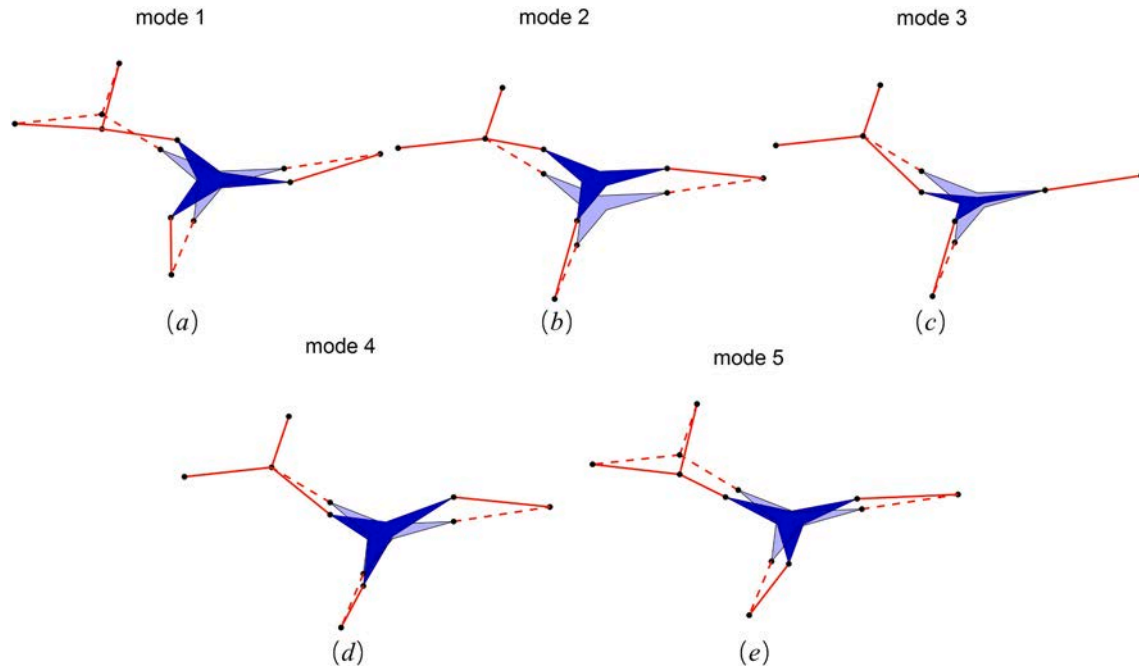 mode 1
mode 2
mode 3
(a)
(b)
(c)
mode 4
mode 5
(d)
(e)